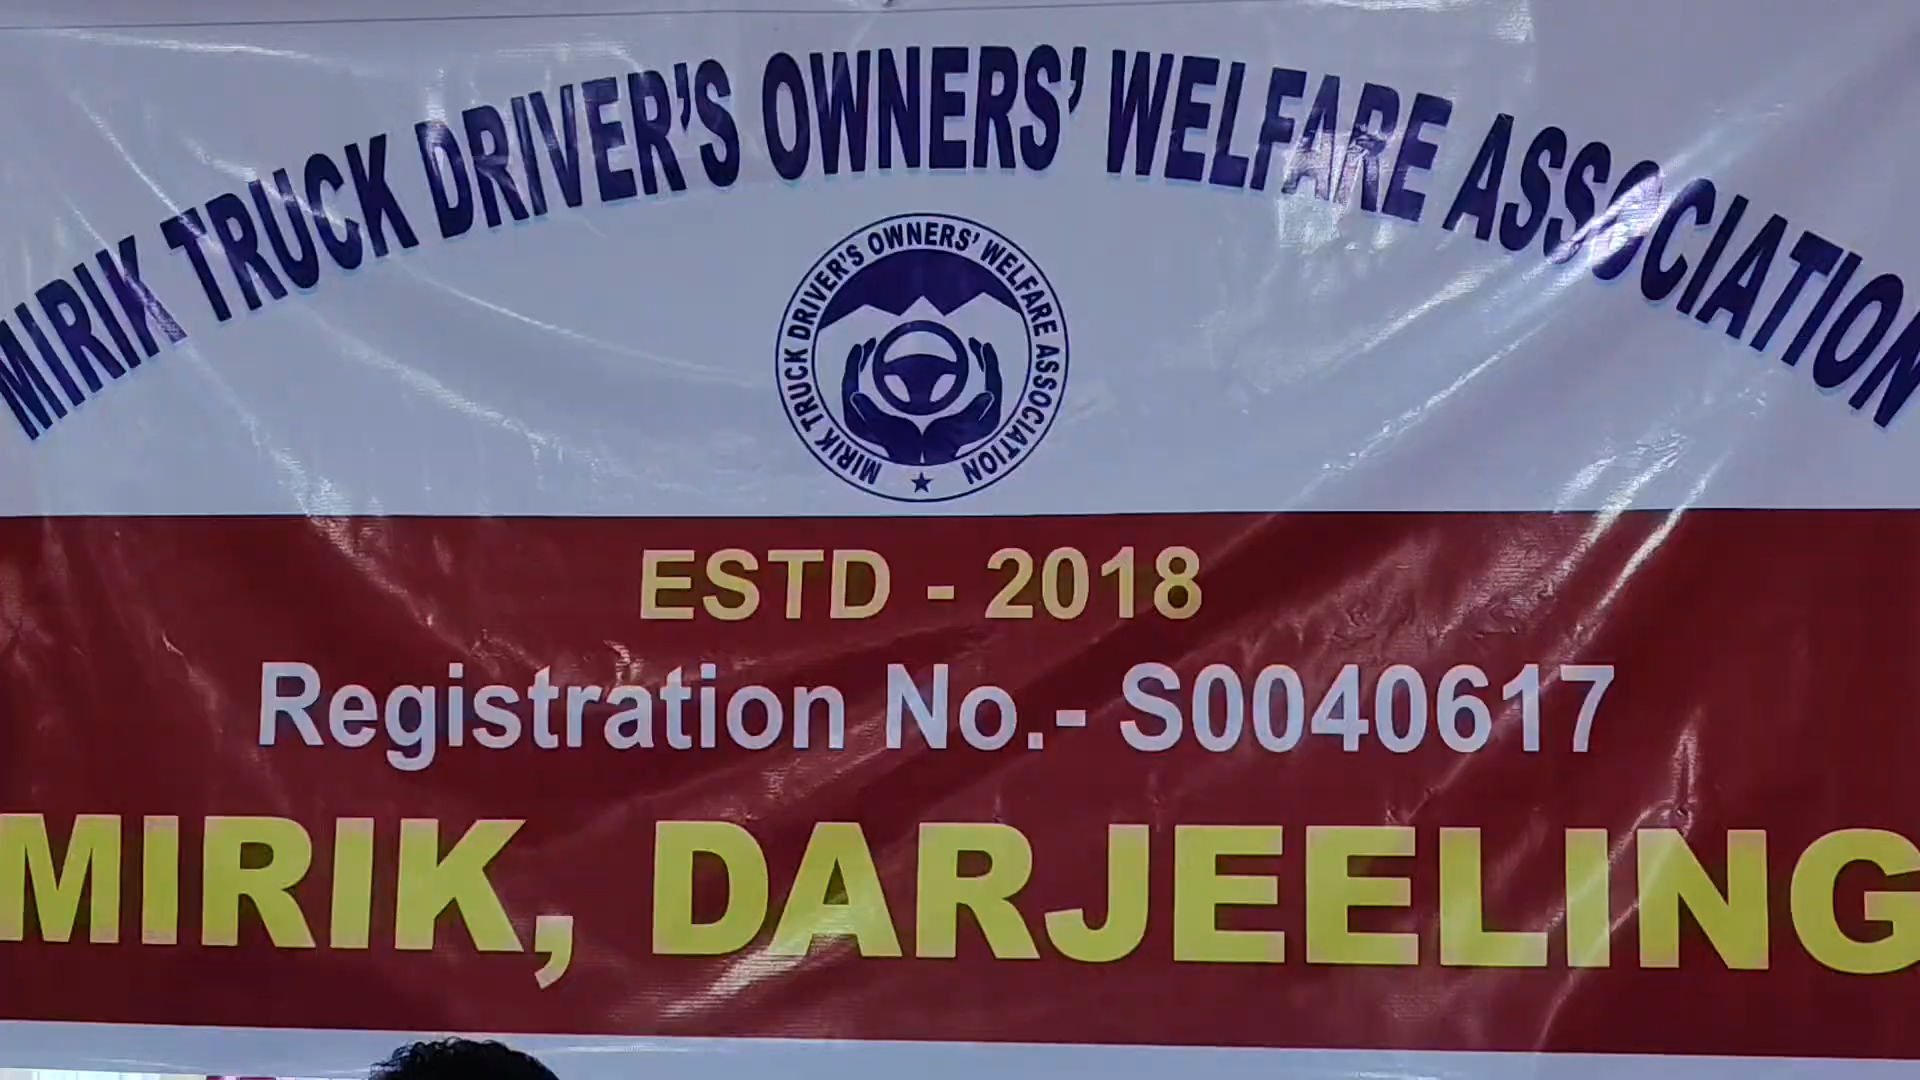 MIRIK TRUCK DRIVER'S OWNERS' WELFARE ASSOCIATION
MIRIK TRUCK DRIVER'S OWNERS' WELFARE ASSOCIATION
ESTD - 2018
Registration No.- S0040617
MIRIK, DARJEELING